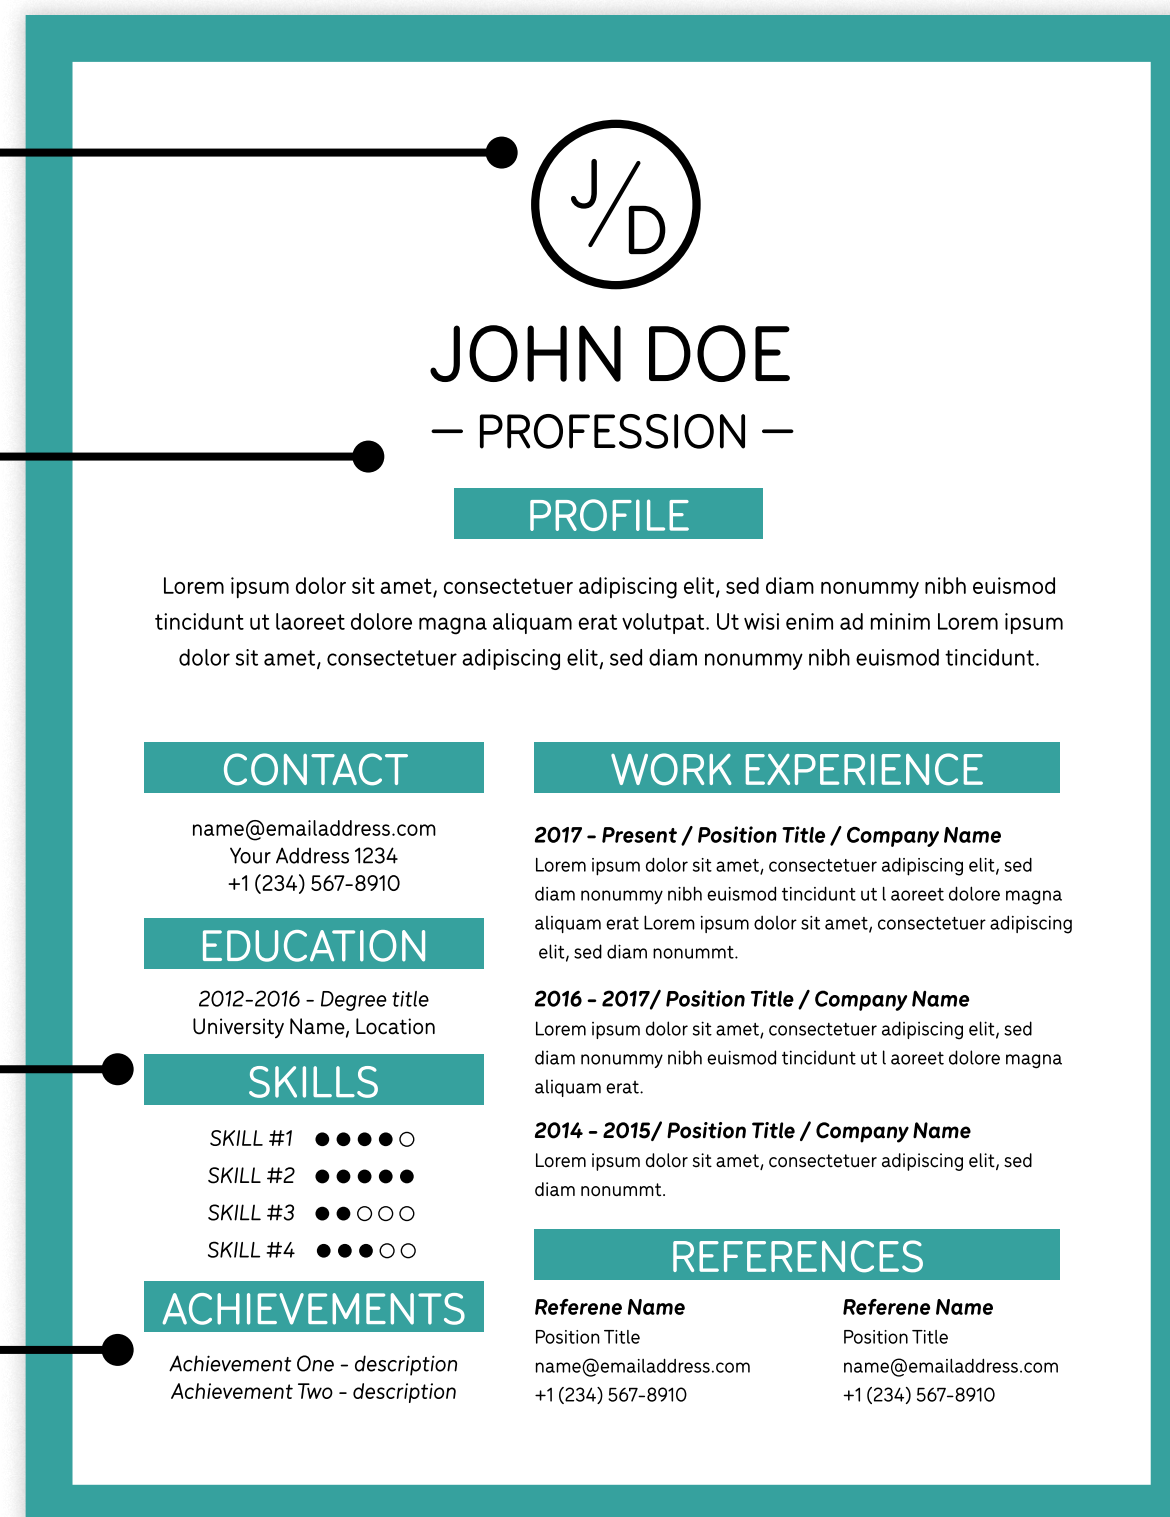 J/D
JOHN DOE
— PROFESSION —
PROFILE
Lorem ipsum dolor sit amet, consectetuer adipiscing elit, sed diam nonummy nibh euismod
tincidunt ut laoreet dolore magna aliquam erat volutpat. Ut wisi enim ad minim Lorem ipsum
dolor sit amet, consectetuer adipiscing elit, sed diam nonummy nibh euismod tincidunt.
CONTACT
name@emailaddress.com
Your Address 1234
+1 (234) 567-8910
EDUCATION
2012-2016 - Degree title
University Name, Location
SKILLS
SKILL #1
SKILL #2
SKILL #3
SKILL #4
ACHIEVEMENTS
Achievement One - description
Achievement Two - description
WORK EXPERIENCE
2017 - Present / Position Title / Company Name
Lorem ipsum dolor sit amet, consectetuer adipiscing elit, sed
diam nonummy nibh euismod tincidunt ut l aoreet dolore magna
aliquam erat Lorem ipsum dolor sit amet, consectetuer adipiscing
elit, sed diam nonummt.
2016 - 2017/ Position Title / Company Name
Lorem ipsum dolor sit amet, consectetuer adipiscing elit, sed
diam nonummy nibh euismod tincidunt ut l aoreet dolore magna
aliquam erat.
2014 - 2015/ Position Title / Company Name
Lorem ipsum dolor sit amet, consectetuer adipiscing elit, sed
diam nonummt.
REFERENCES
Referene Name
Position Title
name@emailaddress.com
+1 (234) 567-8910
Referene Name
Position Title
name@emailaddress.com
+1 (234) 567-8910